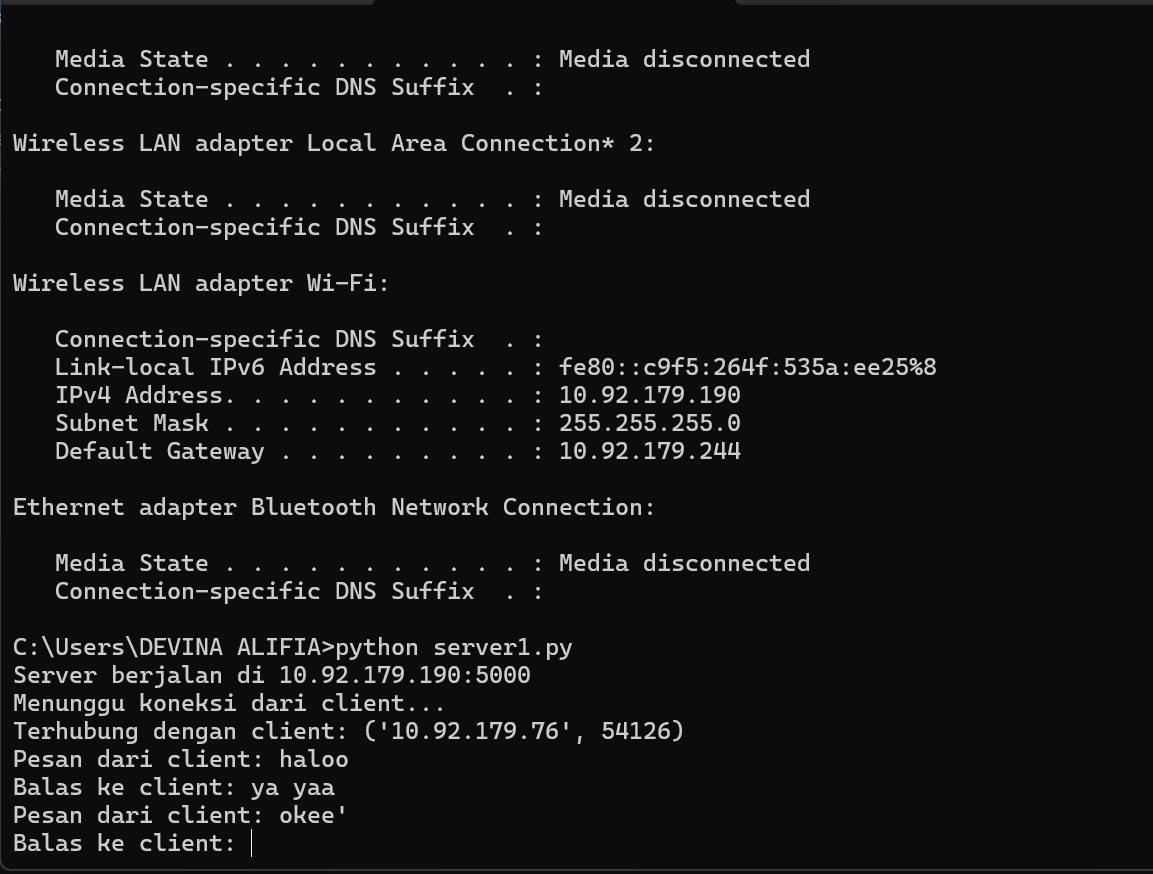 Media State . . . . . . . . . . . : Media disconnected
Connection-specific DNS Suffix  . :
Wireless LAN adapter Local Area Connection* 2:
Media State . . . . . . . . . . . : Media disconnected
Connection-specific DNS Suffix  . :
Wireless LAN adapter Wi-Fi:
Connection-specific DNS Suffix  . :
Link-local IPv6 Address . . . . . : fe80::c9f5:264f:535a:ee25%8
IPv4 Address. . . . . . . . . . . : 10.92.179.190
Subnet Mask . . . . . . . . . . . : 255.255.255.0
Default Gateway . . . . . . . . . : 10.92.179.244
Ethernet adapter Bluetooth Network Connection:
Media State . . . . . . . . . . . : Media disconnected
Connection-specific DNS Suffix  . :
C:\Users\DEVINA ALIFIA>python server1.py
Server berjalan di 10.92.179.190:5000
Menunggu koneksi dari client...
Terhubung dengan client: ('10.92.179.76', 54126)
Pesan dari client: haloo
Balas ke client: ya yaa
Pesan dari client: okee'
Balas ke client: